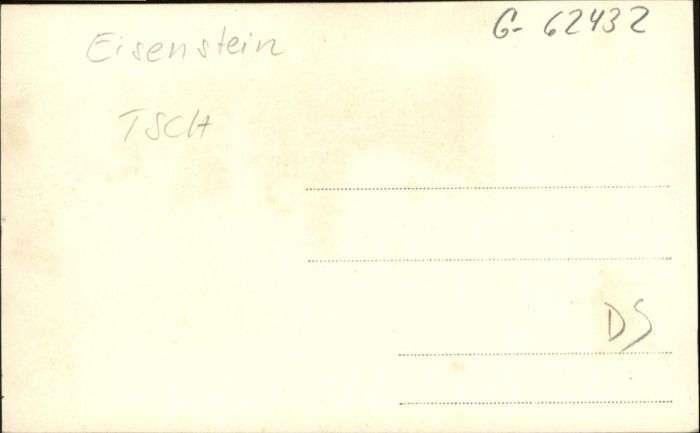 G- 62432
Eisenstein
TSCH
DS